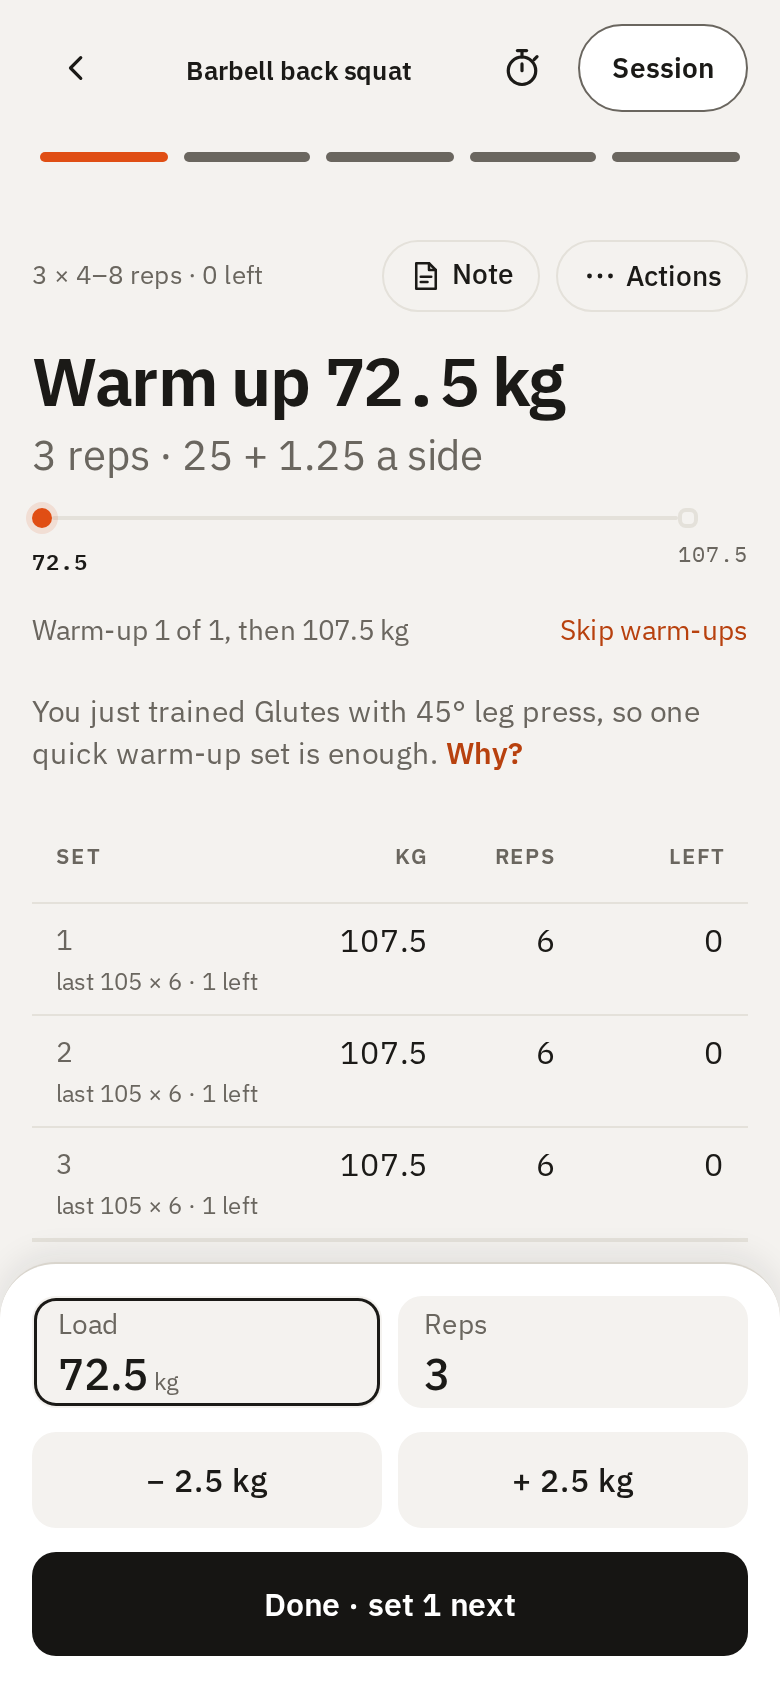 Barbell back squat
Session
3 × 4–8 reps · 0 left
Note
Actions
Warm up 72.5 kg
3 reps · 25 + 1.25 a side
72.5
107.5
Warm-up 1 of 1, then 107.5 kg
Skip warm-ups
You just trained Glutes with 45° leg press, so one
quick warm-up set is enough. Why?
SET KG REPS LEFT
1 107.5 6 0
last 105 × 6 · 1 left
2 107.5 6 0
last 105 × 6 · 1 left
3 107.5 6 0
last 105 × 6 · 1 left
Load
72.5 kg
Reps
3
– 2.5 kg
+ 2.5 kg
Done · set 1 next